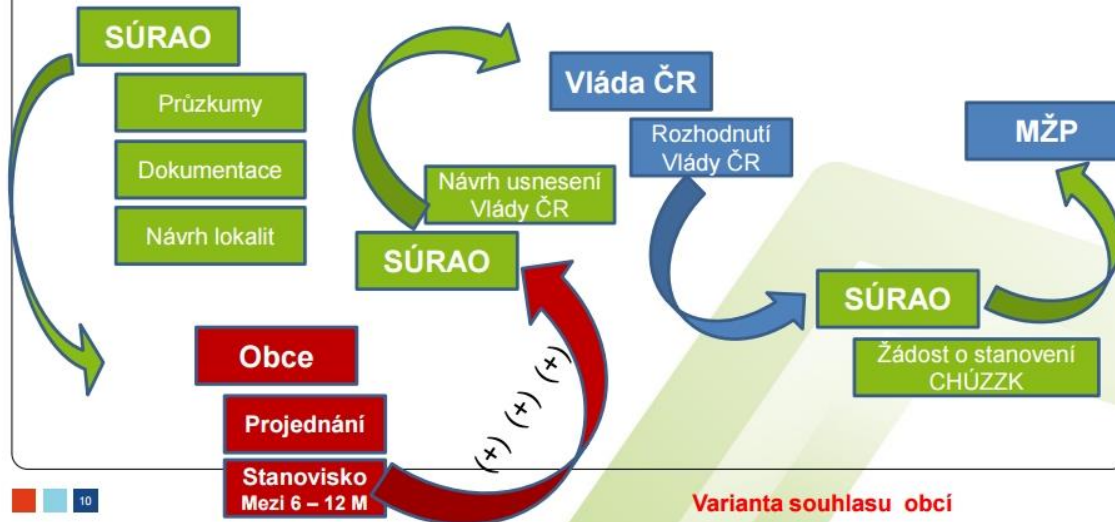 SÚRAO
Průzkumy
Dokumentace
Návrh lokalit
Obce
Projednání
Stanovisko
Mezi 6 – 12 M
(+) (+) (+)
SÚRAO
Návrh usnesení
Vlády ČR
Vláda ČR
Rozhodnutí
Vlády ČR
SÚRAO
Žádost o stanovení
CHÚZZK
MŽP
10
Varianta souhlasu obcí